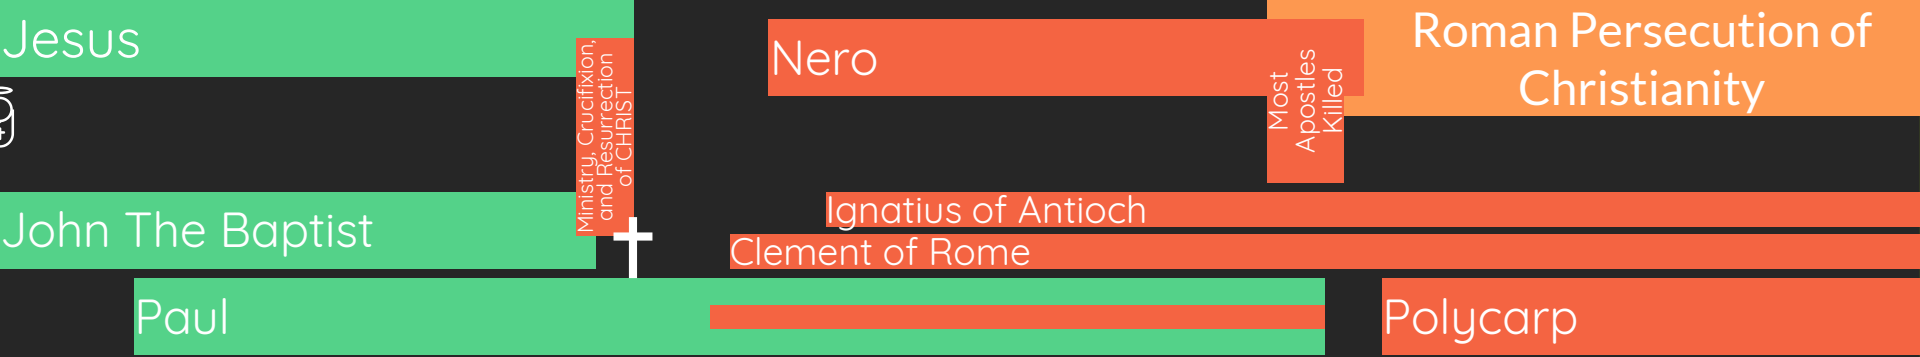 Jesus
Ministry, Crucifixion,
and Resurrection
of CHRIST
Nero
Most
Apostles
Killed
Roman Persecution of
Christianity
John The Baptist
Ignatius of Antioch
Clement of Rome
Paul
Polycarp